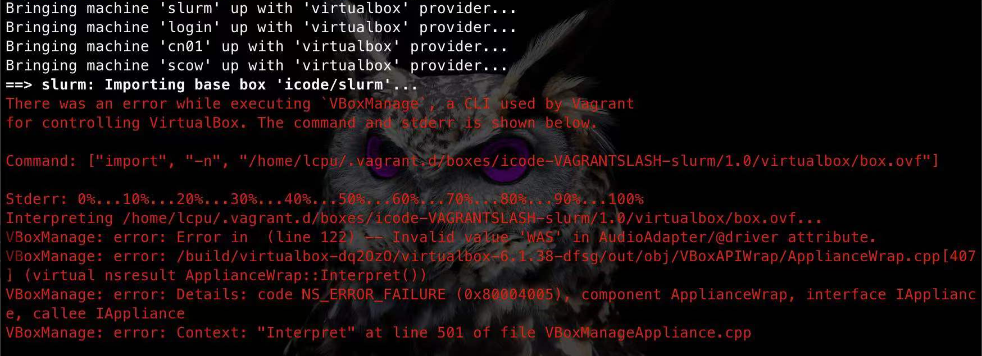 Bringing machine 'slurm' up with 'virtualbox' provider...
Bringing machine 'login' up with 'virtualbox' provider...
Bringing machine 'cn01' up with 'virtualbox' provider...
Bringing machine 'scow' up with 'virtualbox' provider...
==> slurm: Importing base box 'icode/slurm'...
There was an error while executing `VBoxManage`, a CLI used by Vagrant
for controlling VirtualBox. The command and stderr is shown below.
Command: ["import", "-n", "/home/lcpu/.vagrant.d/boxes/icode-VAGRANTSLASH-slurm/1.0/virtualbox/box.ovf"]
Stderr: 0%...10%...20%...30%...40%...50%...60%...70%...80%...90%...100%
Interpreting /home/lcpu/.vagrant.d/boxes/icode-VAGRANTSLASH-slurm/1.0/virtualbox/box.ovf...
VBoxManage: error: Error in  (line 122) -- Invalid value 'WAS' in AudioAdapter/@driver attribute.
VBoxManage: error: /build/virtualbox-dq2OzO/virtualbox-6.1.38-dfsg/out/obj/VBoxAPIWrap/ApplianceWrap.cpp[407
] (virtual nsresult ApplianceWrap::Interpret())
VBoxManage: error: Details: code NS_ERROR_FAILURE (0x80004005), component ApplianceWrap, interface IApplianc
e, callee IAppliance
VBoxManage: error: Context: "Interpret" at line 501 of file VBoxManageAppliance.cpp